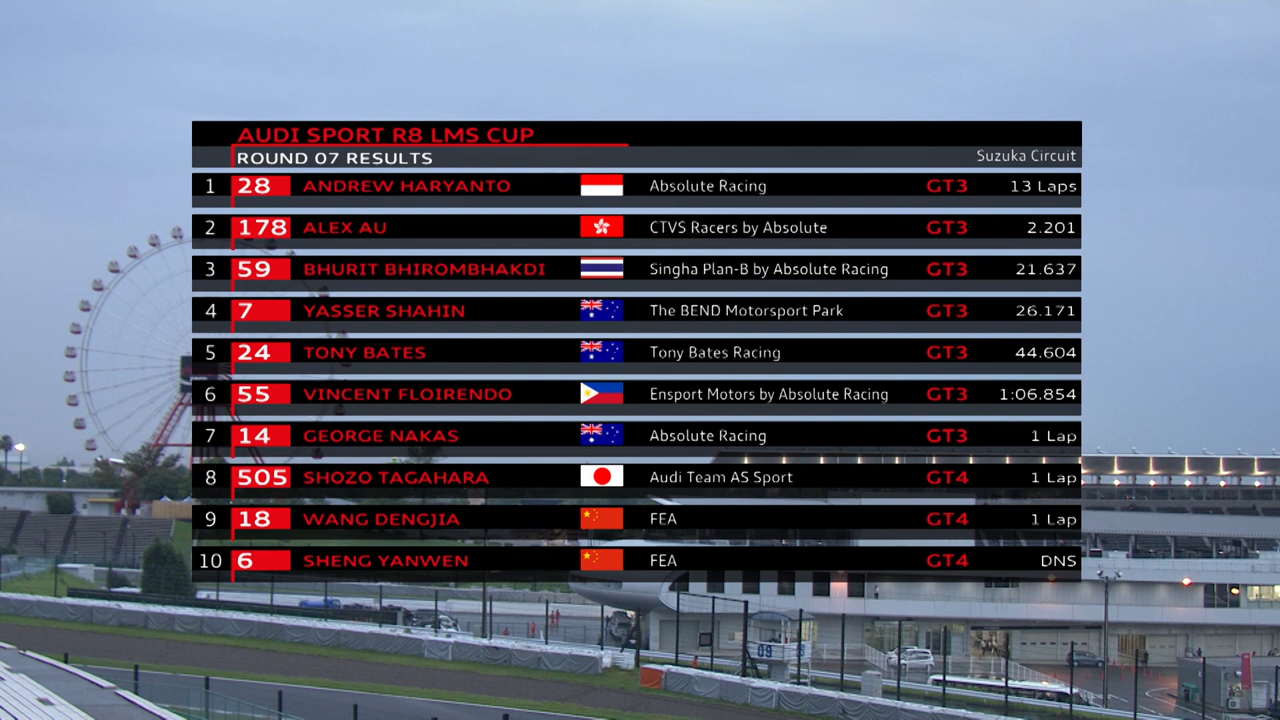 AUDI SPORT R8 LMS CUP
ROUND 07 RESULTS Suzuka Circuit
1 28 ANDREW HARYANTO Absolute Racing GT3 13 Laps
2 178 ALEX AU CTVS Racers by Absolute GT3 2.201
3 59 BHURIT BHIROMBHAKDI Singha Plan-B by Absolute Racing GT3 21.637
4 7 YASSER SHAHIN The BEND Motorsport Park GT3 26.171
5 24 TONY BATES Tony Bates Racing GT3 44.604
6 55 VINCENT FLOIRENDO Ensport Motors by Absolute Racing GT3 1:06.854
7 14 GEORGE NAKAS Absolute Racing GT3 1 Lap
8 505 SHOZO TAGAHARA Audi Team AS Sport GT4 1 Lap
9 18 WANG DENGJIA FEA GT4 1 Lap
10 6 SHENG YANWEN FEA GT4 DNS
09